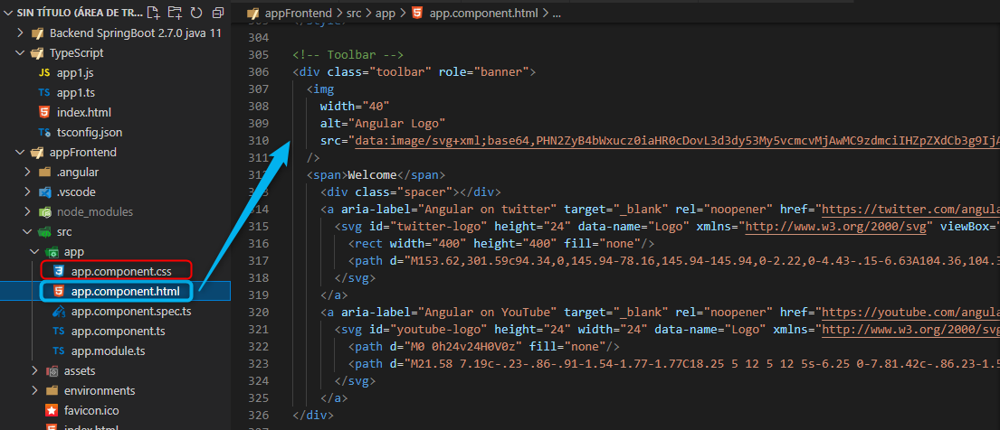 SIN TÍTULO (ÁREA DE TR...
Backend SpringBoot 2.7.0 java 11
TypeScript
JS app1.js
TS app1.ts
index.html
TS tsconfig.json
appFrontend
.angular
.vscode
node_modules
src
app
app.component.css
app.component.html
app.component.spec.ts
TS app.component.ts
TS app.module.ts
assets
environments
favicon.ico
index.html
appFrontend > src > app > app.component.html > ...
303 </style>
304
305 <!-- Toolbar -->
306 <div class="toolbar" role="banner">
307 <img
308 width="40"
309 alt="Angular Logo"
310 src="data:image/svg+xml;base64,PHN2ZyB4bWxucz0iaHR0cDovL3d3dy53My5vcmcvMjAwMC9zdmciIHZpZXdCb3g9IjA
311 />
312 <span>Welcome</span>
313 <div class="spacer"></div>
314 <a aria-label="Angular on twitter" target="_blank" rel="noopener" href="https://twitter.com/angula
315 <svg id="twitter-logo" height="24" data-name="Logo" xmlns="http://www.w3.org/2000/svg" viewBox="
316 <rect width="400" height="400" fill="none"/>
317 <path d="M153.62,301.59c94.34,0,145.94-78.16,145.94-145.94,0-2.22,0-4.43-.15-6.63A104.36,104.3
318 </svg>
319 </a>
320 <a aria-label="Angular on YouTube" target="_blank" rel="noopener" href="https://youtube.com/angula
321 <svg id="youtube-logo" height="24" width="24" data-name="Logo" xmlns="http://www.w3.org/2000/svg
322 <path d="M0 0h24v24H0V0z" fill="none"/>
323 <path d="M21.58 7.19c-.23-.86-.91-1.54-1.77-1.77C18.25 5 12 5 12 5s-6.25 0-7.81.42c-.86.23-1.5
324 </svg>
325 </a>
326 </div>